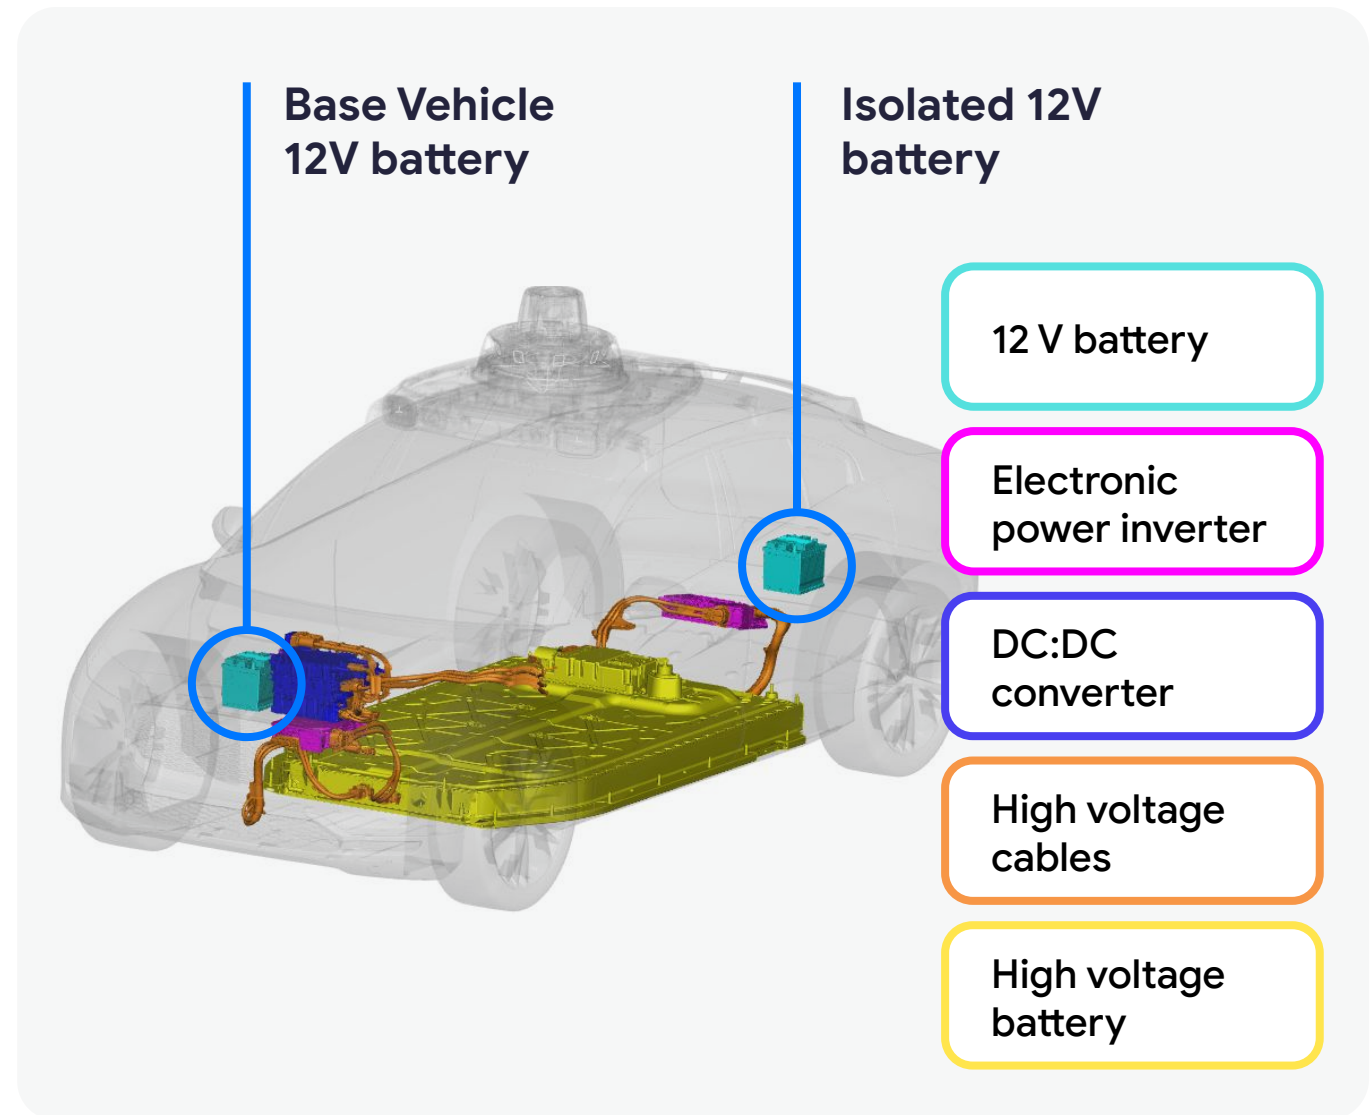 Base Vehicle
12V battery
Isolated 12V
battery
12 V battery
Electronic
power inverter
DC:DC
converter
High voltage
cables
High voltage
battery